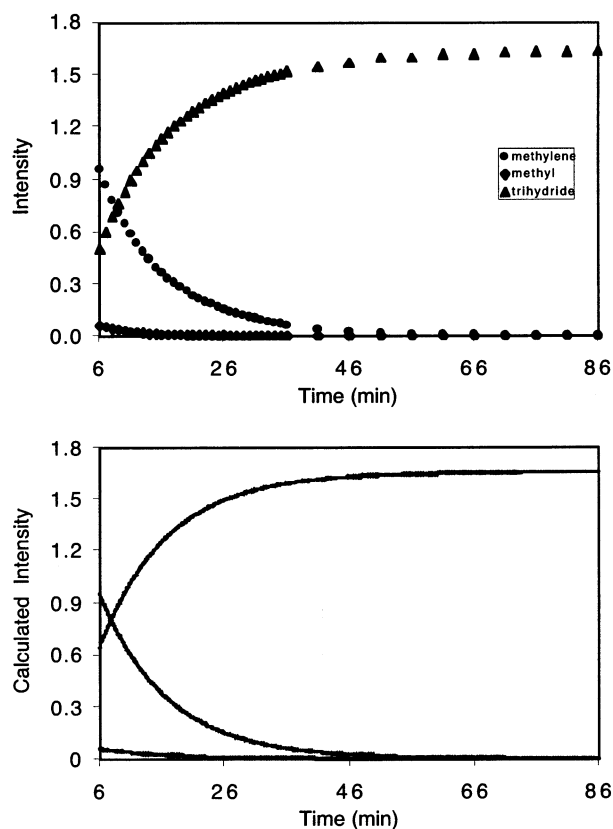 1.8
1.5
1.2
0.9
0.6
0.3
0.0
Intensity
methylene
methyl
trihydride
6 26 46 66 86
Time (min)
1.8
1.5
1.2
0.9
0.6
0.3
0
Calculated Intensity
6 26 46 66 86
Time (min)